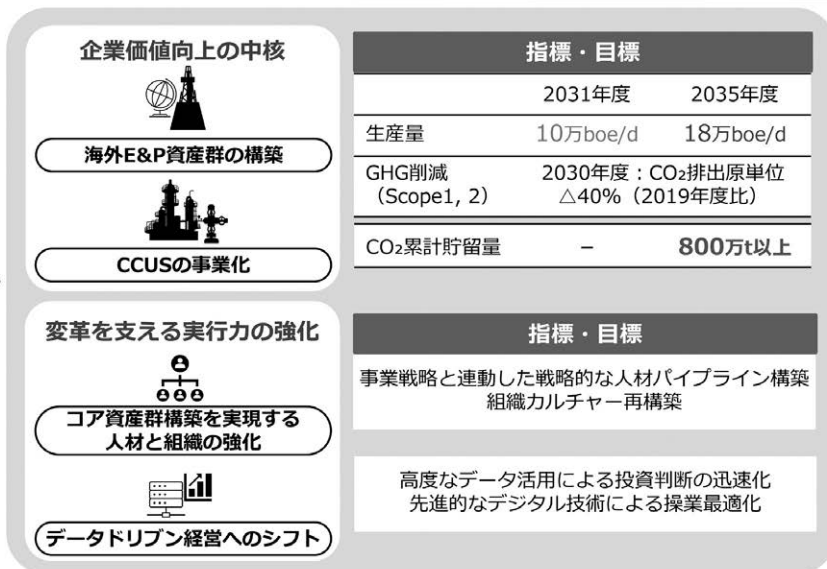 企業価値向上の中核
海外E&P資産群の構築
CCUSの事業化
指標・目標
2031年度 2035年度
生産量 10万boe/d 18万boe/d
GHG削減 2030年度：CO₂排出原単位
（Scope1, 2） △40%（2019年度比）
CO₂累計貯留量 – 800万t以上
変革を支える実行力の強化
コア資産群構築を実現する
人材と組織の強化
データドリブン経営へのシフト
指標・目標
事業戦略と連動した戦略的な人材パイプライン構築
組織カルチャー再構築
高度なデータ活用による投資判断の迅速化
先進的なデジタル技術による操業最適化